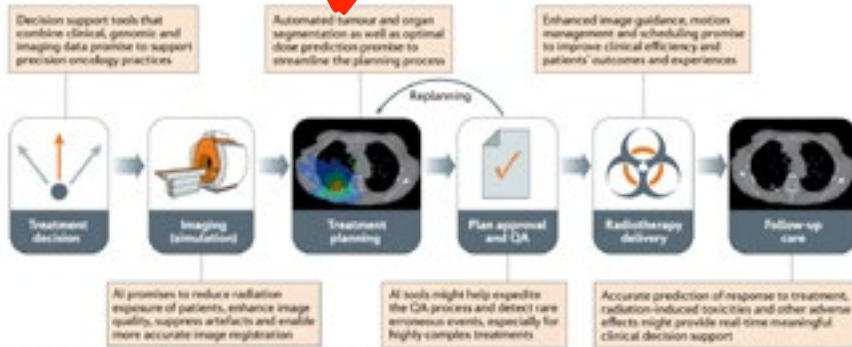 Decision support tools that
combine clinical, genomic and
imaging data promise to support
precision oncology practices
Automated tumour and organ
segmentation as well as optimal
dose prediction promise to
streamline the planning process
Enhanced image guidance, motion
management and scheduling promise
to improve clinical efficiency and
patients' outcomes and experiences
Replanning
Treatment
decision
Imaging
(simulation)
Treatment
planning
Plan approval
and QA
Radiotherapy
delivery
Follow-up
care
AI promises to reduce radiation
exposure of patients, enhance image
quality, suppress artefacts and enable
more accurate image registration
AI tools might help expedite
the QA process and detect rare
erroneous events, especially for
highly complex treatments
Accurate prediction of response to treatment,
radiation-induced toxicities and other adverse
effects might provide real-time meaningful
clinical decision support